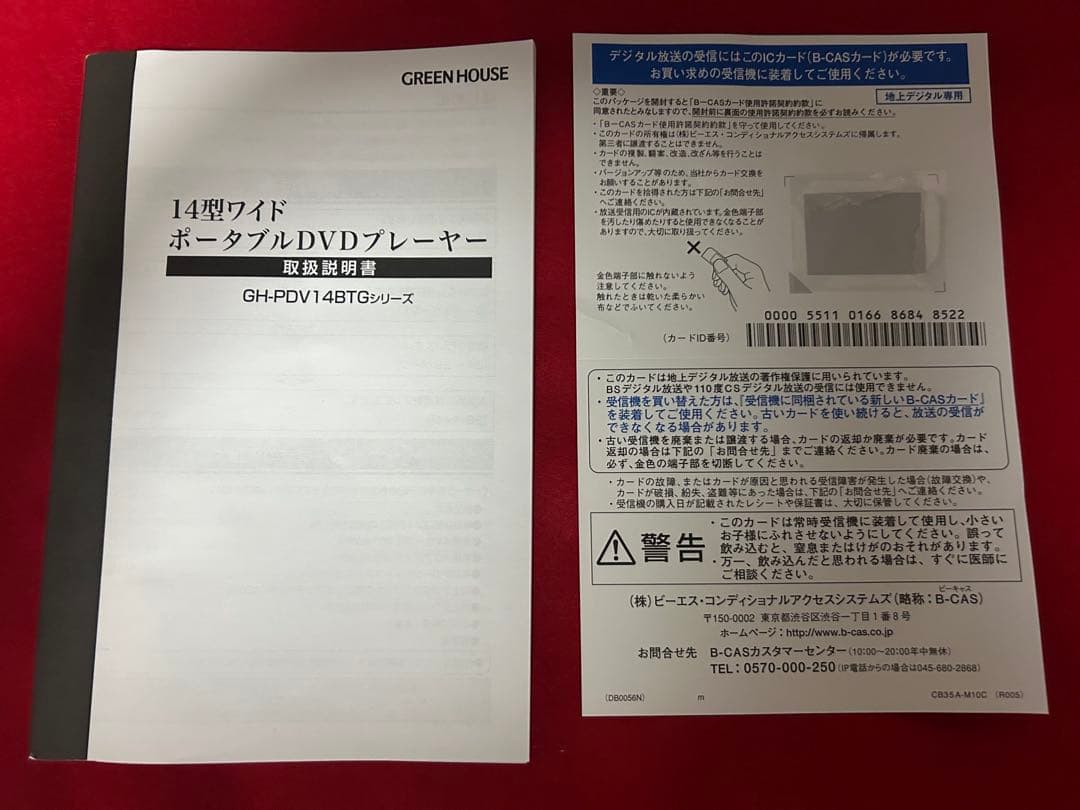 GREEN HOUSE
14型ワイド
ポータブルDVDプレーヤー
取扱説明書
GH-PDV14BTGシリーズ
デジタル放送の受信にはこのICカード(B-CASカード)が必要です。
お買い求めの受信機に装着してご使用ください。
◇重要◇
地上デジタル専用
このパッケージを開封すると「B-CASカード使用許諾契約約款」に
同意されたとみなしますので、開封前に裏面の使用許諾契約約款を必ずお読みください。
・「B-CASカード使用許諾契約約款」を守って使用してください。
・このカードの所有権は(株)ビーエス・コンディショナルアクセスシステムズに帰属します。
第三者に譲渡することはできません。
・カードの複製、翻案、改造、改ざん等を行うことは
できません。
・バージョンアップ等のため、当社からカード交換を
お願いすることがあります。
・このカードを拾得された方は下記の「お問合せ先」
へご連絡ください。
・放送受信用のICが内蔵されています。金色端子部
を汚したり傷めたりすると使用できなくなることが
ありますので、大切に取り扱ってください。
金色端子部に触れないよう
注意してください。
触れたときは乾いた柔らかい
布などでふいてください。
0000 5511 0166 8684 8522
(カードID番号)
・このカードは地上デジタル放送の著作権保護に用いられています。
BSデジタル放送や110度CSデジタル放送の受信には使用できません。
・受信機を買い替えた方は、『受信機に同梱されている新しいB-CASカード』
を装着してご使用ください。古いカードを使い続けると、放送の受信が
できなくなる場合があります。
・古い受信機を廃棄または譲渡する場合、カードの返却か廃棄が必要です。カード
返却の場合は下記の「お問合せ先」までご連絡ください。カード廃棄の場合は、
必ず、金色の端子部を切断してください。
・カードの故障、またはカードが原因と思われる受信障害が発生した場合(故障交換)や、
カードが破損、紛失、盗難等にあった場合は、下記の「お問合せ先」へご連絡ください。
・受信機の購入日が記載されたレシートや保証書は、大切に保管してください。
警告
・このカードは常時受信機に装着して使用し、小さい
お子様にふれさせないようにしてください。誤って
飲み込むと、窒息またはけがのおそれがあります。
・万一、飲み込んだと思われる場合は、すぐに医師に
ご相談ください。
(株)ビーエス・コンディショナルアクセスシステムズ(略称:B-CAS)
ビーキャス
〒150-0002 東京都渋谷区渋谷一丁目1番8号
ホームページ:http://www.b-cas.co.jp
お問合せ先 B-CASカスタマーセンター(10:00~20:00年中無休)
TEL:0570-000-250(IP電話からの場合は045-680-2868)
(DB0056N) m CB35A-M10C (R005)